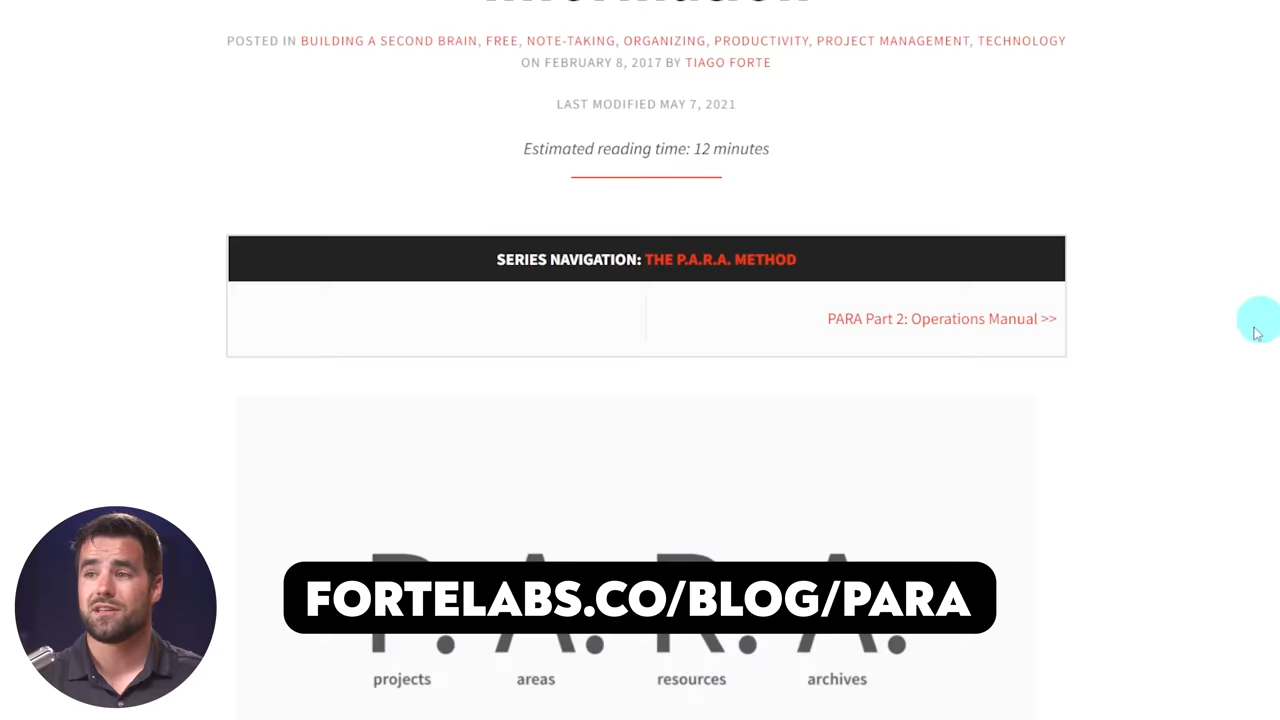 POSTED IN BUILDING A SECOND BRAIN, FREE, NOTE-TAKING, ORGANIZING, PRODUCTIVITY, PROJECT MANAGEMENT, TECHNOLOGY
ON FEBRUARY 8, 2017 BY TIAGO FORTE
LAST MODIFIED MAY 7, 2021
Estimated reading time: 12 minutes
SERIES NAVIGATION: THE P.A.R.A. METHOD
PARA Part 2: Operations Manual >>
P. A. R. A.
FORTELABS.CO/BLOG/PARA
projects areas resources archives